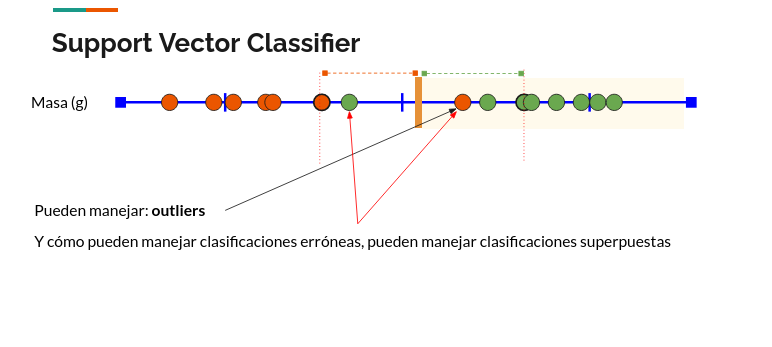 Support Vector Classifier
Masa (g)
Pueden manejar: outliers
Y cómo pueden manejar clasificaciones erróneas, pueden manejar clasificaciones superpuestas